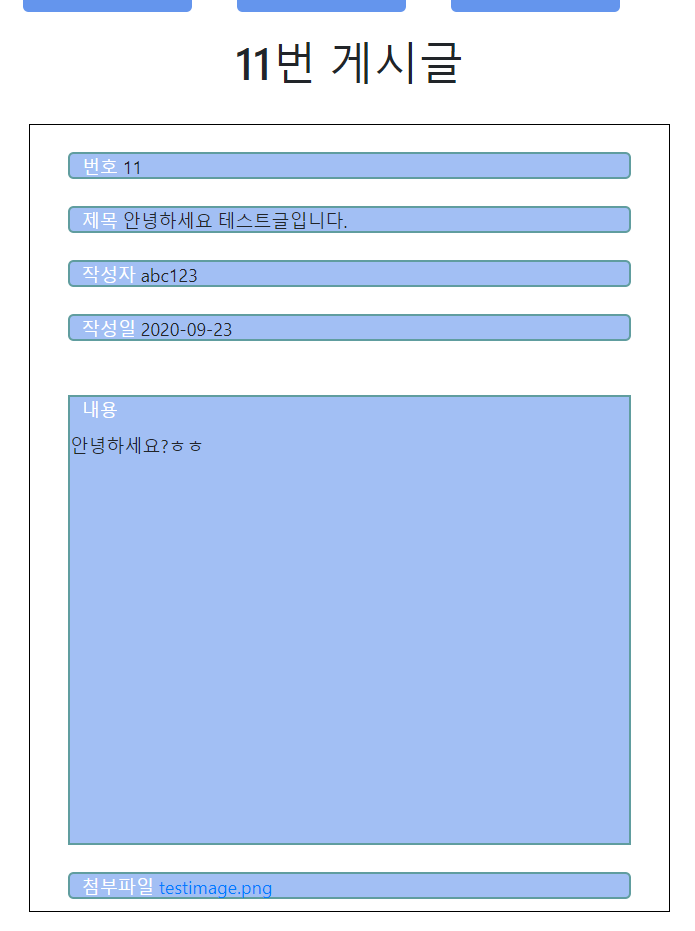 11번 게시글
번호 11
제목 안녕하세요 테스트글입니다.
작성자 abc123
작성일 2020-09-23
내용
안녕하세요?ㅎㅎ
첨부파일 testimage.png